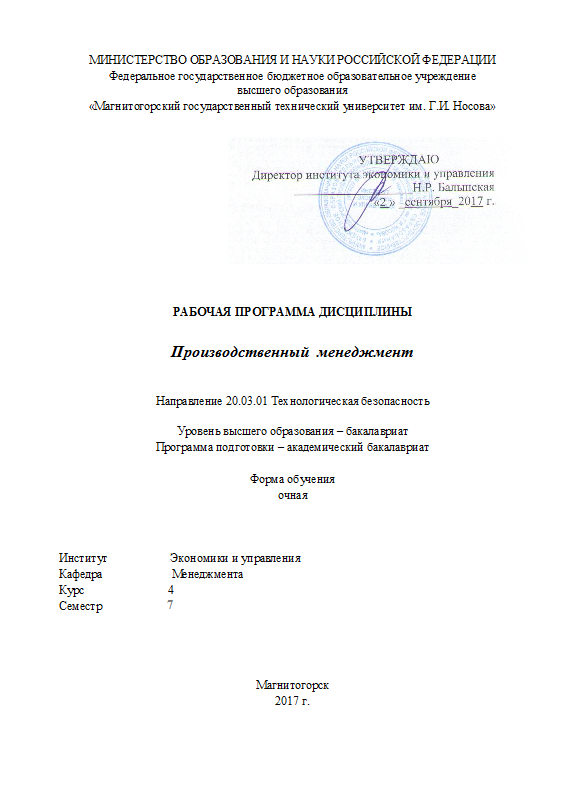 МИНИСТЕРСТВО ОБРАЗОВАНИЯ И НАУКИ РОССИЙСКОЙ ФЕДЕРАЦИИ
Федеральное государственное бюджетное образовательное учреждение
высшего образования
«Магнитогорский государственный технический университет им. Г.И. Носова»
УТВЕРЖДАЮ
Директор института экономики и управления
Н.Р. Балынская
«2» сентября 2017 г.
РАБОЧАЯ ПРОГРАММА ДИСЦИПЛИНЫ
Производственный менеджмент
Направление 20.03.01 Технологическая безопасность
Уровень высшего образования – бакалавриат
Программа подготовки – академический бакалавриат
Форма обучения
очная
Институт Экономики и управления
Кафедра Менеджмента
Курс 4
Семестр 7
Магнитогорск
2017 г.